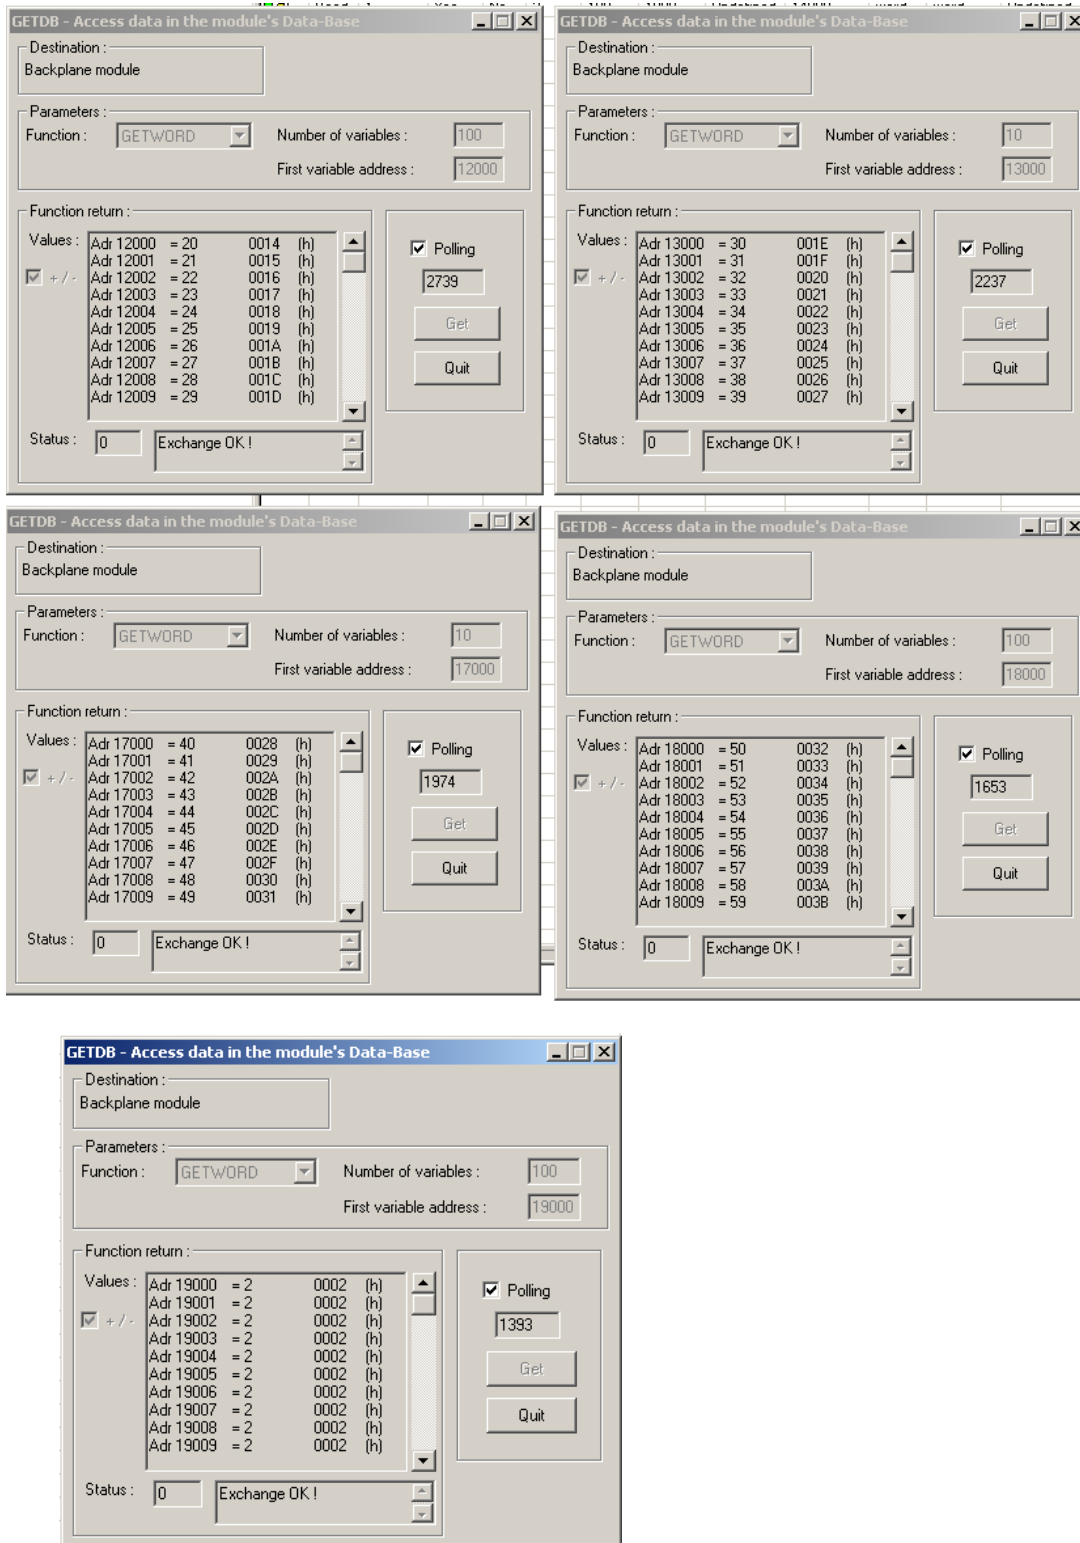 GETDB - Access data in the module's Data-Base
Destination :
Backplane module
Parameters :
Function : GETWORD Number of variables : 100
First variable address : 12000
Function return :
Values : Adr 12000 = 20 0014 (h)
Adr 12001 = 21 0015 (h)
+ / - Adr 12002 = 22 0016 (h)
Adr 12003 = 23 0017 (h)
Adr 12004 = 24 0018 (h)
Adr 12005 = 25 0019 (h)
Adr 12006 = 26 001A (h)
Adr 12007 = 27 001B (h)
Adr 12008 = 28 001C (h)
Adr 12009 = 29 001D (h)
Polling
2739
Get
Quit
Status : 0 Exchange OK !
GETDB - Access data in the module's Data-Base
Destination :
Backplane module
Parameters :
Function : GETWORD Number of variables : 10
First variable address : 13000
Function return :
Values : Adr 13000 = 30 001E (h)
Adr 13001 = 31 001F (h)
+ / - Adr 13002 = 32 0020 (h)
Adr 13003 = 33 0021 (h)
Adr 13004 = 34 0022 (h)
Adr 13005 = 35 0023 (h)
Adr 13006 = 36 0024 (h)
Adr 13007 = 37 0025 (h)
Adr 13008 = 38 0026 (h)
Adr 13009 = 39 0027 (h)
Polling
2237
Get
Quit
Status : 0 Exchange OK !
GETDB - Access data in the module's Data-Base
Destination :
Backplane module
Parameters :
Function : GETWORD Number of variables : 10
First variable address : 17000
Function return :
Values : Adr 17000 = 40 0028 (h)
Adr 17001 = 41 0029 (h)
+ / - Adr 17002 = 42 002A (h)
Adr 17003 = 43 002B (h)
Adr 17004 = 44 002C (h)
Adr 17005 = 45 002D (h)
Adr 17006 = 46 002E (h)
Adr 17007 = 47 002F (h)
Adr 17008 = 48 0030 (h)
Adr 17009 = 49 0031 (h)
Polling
1974
Get
Quit
Status : 0 Exchange OK !
GETDB - Access data in the module's Data-Base
Destination :
Backplane module
Parameters :
Function : GETWORD Number of variables : 100
First variable address : 18000
Function return :
Values : Adr 18000 = 50 0032 (h)
Adr 18001 = 51 0033 (h)
+ / - Adr 18002 = 52 0034 (h)
Adr 18003 = 53 0035 (h)
Adr 18004 = 54 0036 (h)
Adr 18005 = 55 0037 (h)
Adr 18006 = 56 0038 (h)
Adr 18007 = 57 0039 (h)
Adr 18008 = 58 003A (h)
Adr 18009 = 59 003B (h)
Polling
1653
Get
Quit
Status : 0 Exchange OK !
GETDB - Access data in the module's Data-Base
Destination :
Backplane module
Parameters :
Function : GETWORD Number of variables : 100
First variable address : 19000
Function return :
Values : Adr 19000 = 2 0002 (h)
Adr 19001 = 2 0002 (h)
+ / - Adr 19002 = 2 0002 (h)
Adr 19003 = 2 0002 (h)
Adr 19004 = 2 0002 (h)
Adr 19005 = 2 0002 (h)
Adr 19006 = 2 0002 (h)
Adr 19007 = 2 0002 (h)
Adr 19008 = 2 0002 (h)
Adr 19009 = 2 0002 (h)
Polling
1393
Get
Quit
Status : 0 Exchange OK !